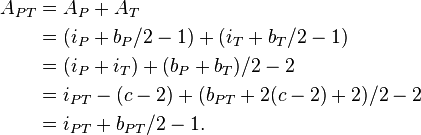 A_{PT} = A_P + A_T
= (i_P + b_P/2 − 1) + (i_T + b_T/2 − 1)
= (i_P + i_T) + (b_P + b_T)/2 − 2
= i_{PT} − (c − 2) + (b_{PT} + 2(c − 2) + 2)/2 − 2
= i_{PT} + b_{PT}/2 − 1.